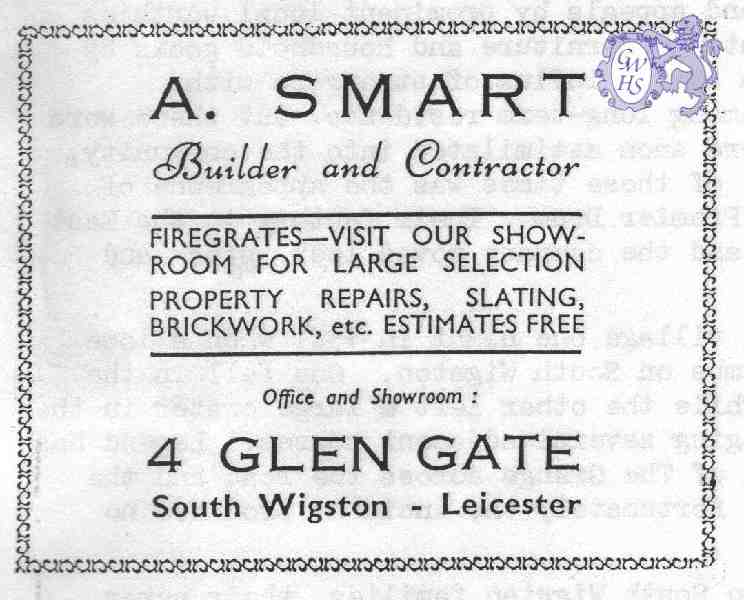 A. SMART
Builder and Contractor
FIREGRATES—VISIT OUR SHOW-
ROOM FOR LARGE SELECTION
PROPERTY REPAIRS, SLATING,
BRICKWORK, etc. ESTIMATES FREE
Office and Showroom :
4 GLEN GATE
South Wigston - Leicester
GWHS